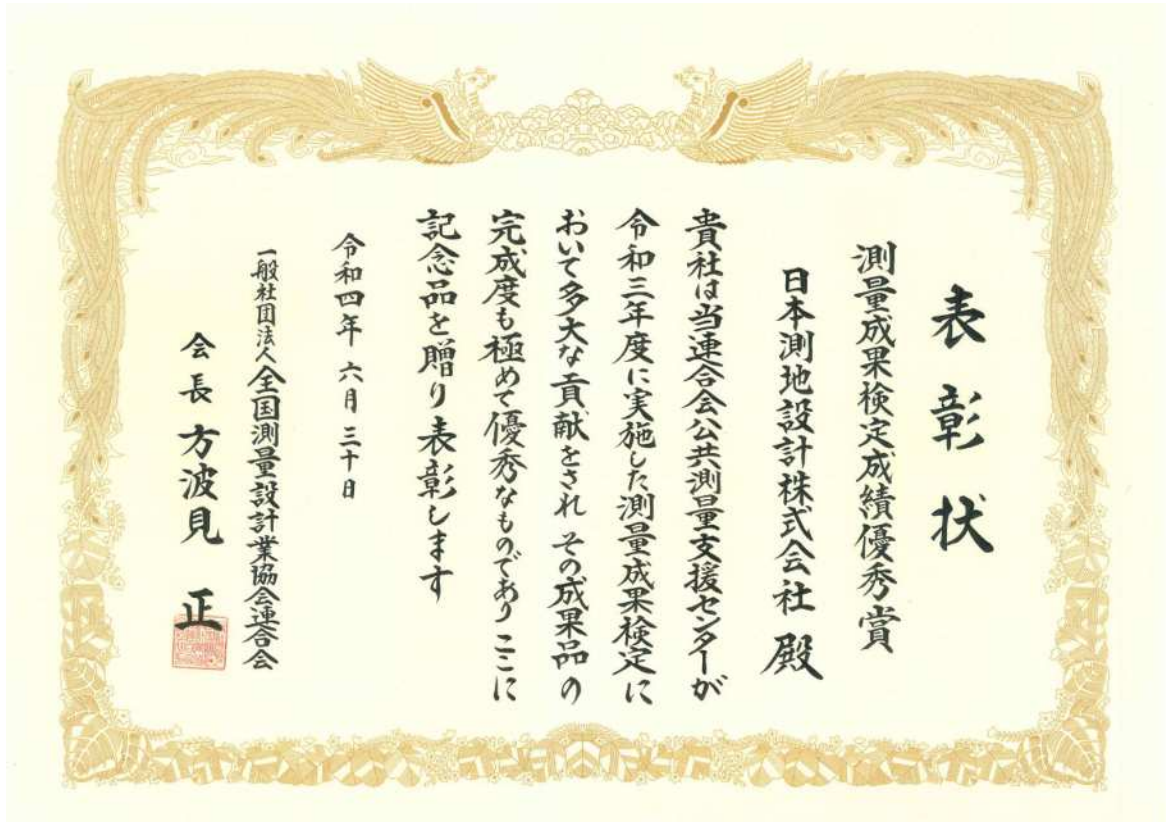 表彰状
測量成果検定成績優秀賞
日本測地設計株式会社 殿
貴社は当連合会公共測量支援センターが
令和三年度に実施した測量成果検定に
おいて多大な貢献をされ その成果品の
完成度も極めて優秀なものであり ここに
記念品を贈り表彰します
令和四年 六月 三十日
一般社団法人全国測量設計業協会連合会
会長 方波見 正